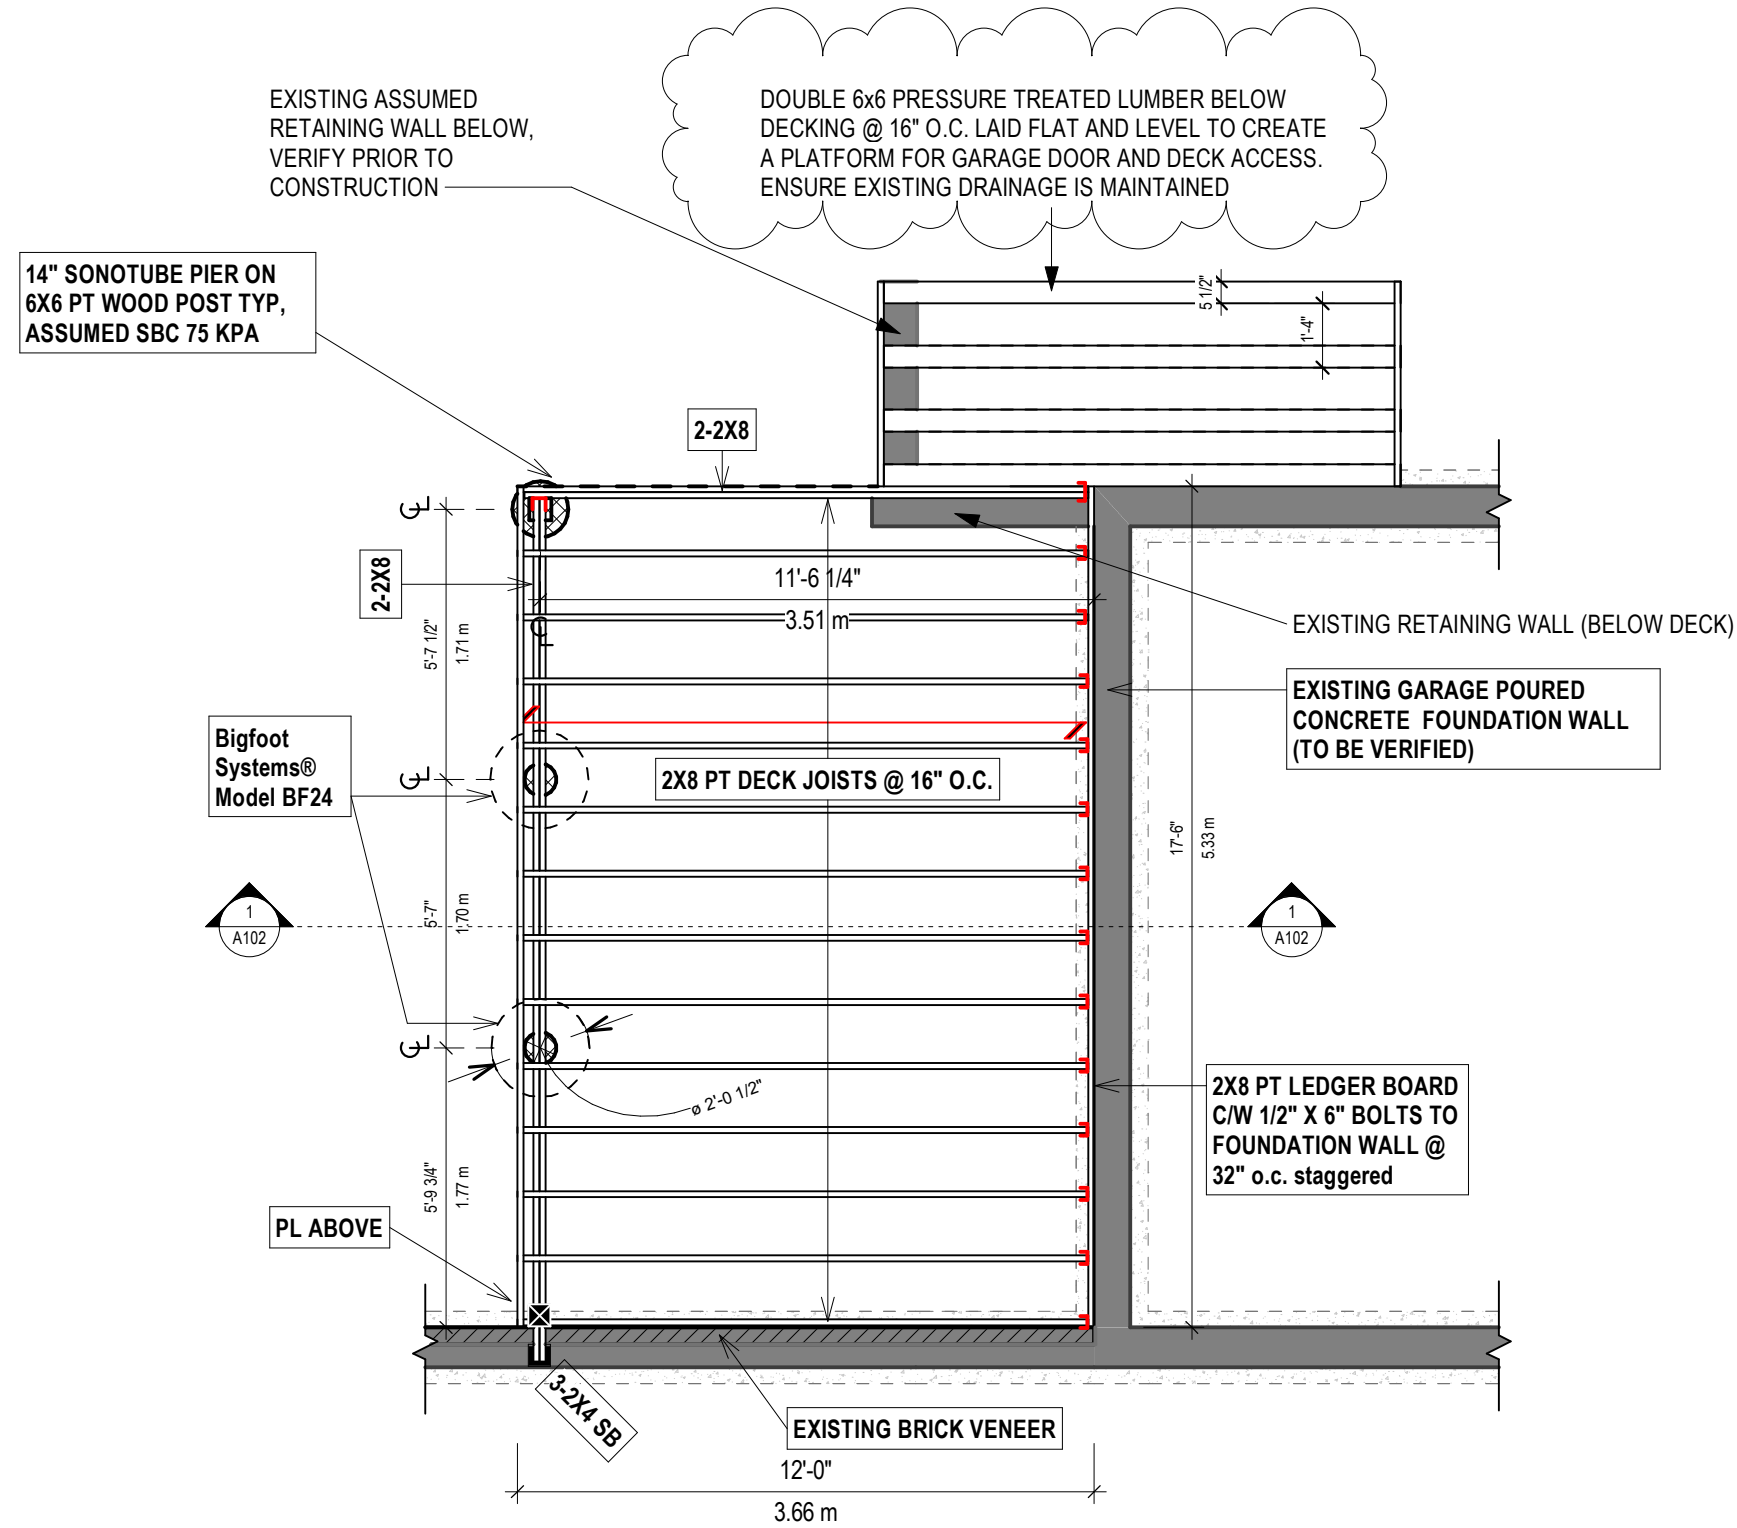 EXISTING ASSUMED
RETAINING WALL BELOW,
VERIFY PRIOR TO
CONSTRUCTION
DOUBLE 6x6 PRESSURE TREATED LUMBER BELOW
DECKING @ 16" O.C. LAID FLAT AND LEVEL TO CREATE
A PLATFORM FOR GARAGE DOOR AND DECK ACCESS.
ENSURE EXISTING DRAINAGE IS MAINTAINED
14" SONOTUBE PIER ON
6X6 PT WOOD POST TYP,
ASSUMED SBC 75 KPA
5 1/2"
1'-4"
2-2X8
CL
2-2X8
11'-6 1/4"
3.51 m
CL
5'-7 1/2"
1.71 m
EXISTING RETAINING WALL (BELOW DECK)
EXISTING GARAGE POURED
CONCRETE FOUNDATION WALL
(TO BE VERIFIED)
Bigfoot
Systems®
Model BF24
CL
2X8 PT DECK JOISTS @ 16" O.C.
17'-6"
5.33 m
1
A102
5'-7"
1.70 m
1
A102
CL
ø 2'-0 1/2"
2X8 PT LEDGER BOARD
C/W 1/2" X 6" BOLTS TO
FOUNDATION WALL @
32" o.c. staggered
5'-9 3/4"
1.77 m
PL ABOVE
3-2X4 SB
EXISTING BRICK VENEER
12'-0"
3.66 m